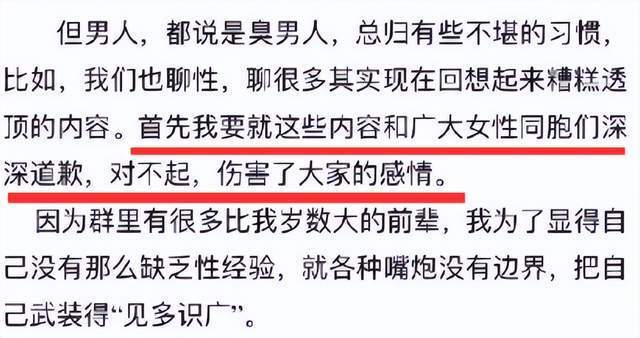 但男人，都说是臭男人，总归有些不堪的习惯，
比如，我们也聊性，聊很多其实现在回想起来糟糕透
顶的内容。首先我要就这些内容和广大女性同胞们深
深道歉，对不起，伤害了大家的感情。
因为群里有很多比我岁数大的前辈，我为了显得自
己没有那么缺乏性经验，就各种嘴炮没有边界，把自
己武装得“见多识广”。